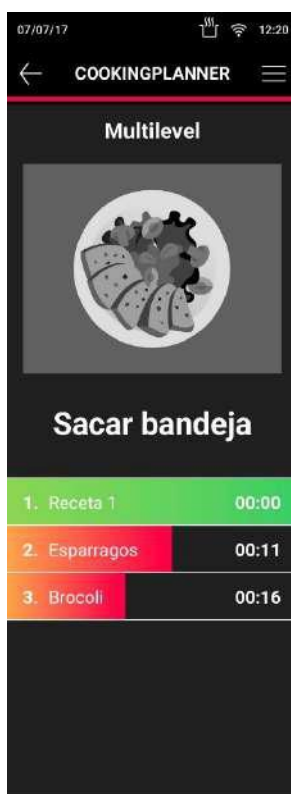 07/07/17 12:20
COOKINGPLANNER
Multilevel
Sacar bandeja
1. Receta 1 00:00
2. Esparragos 00:11
3. Brocoli 00:16